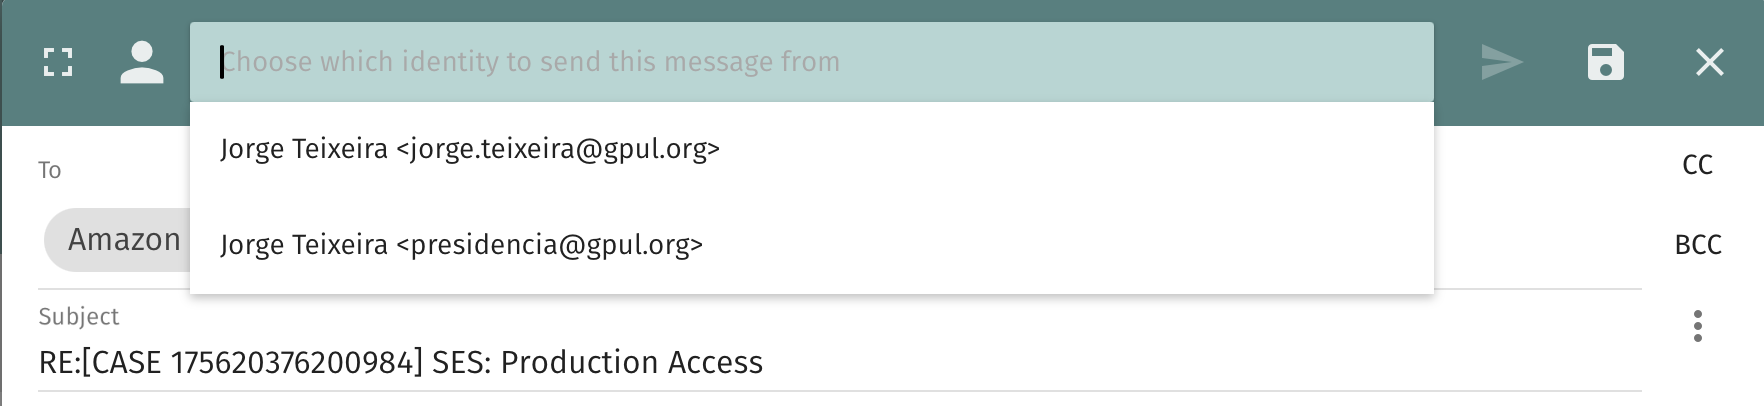 Choose which identity to send this message from
Jorge Teixeira <jorge.teixeira@gpul.org>
To
CC
Amazon
Jorge Teixeira <presidencia@gpul.org>
BCC
Subject
RE:[CASE 175620376200984] SES: Production Access